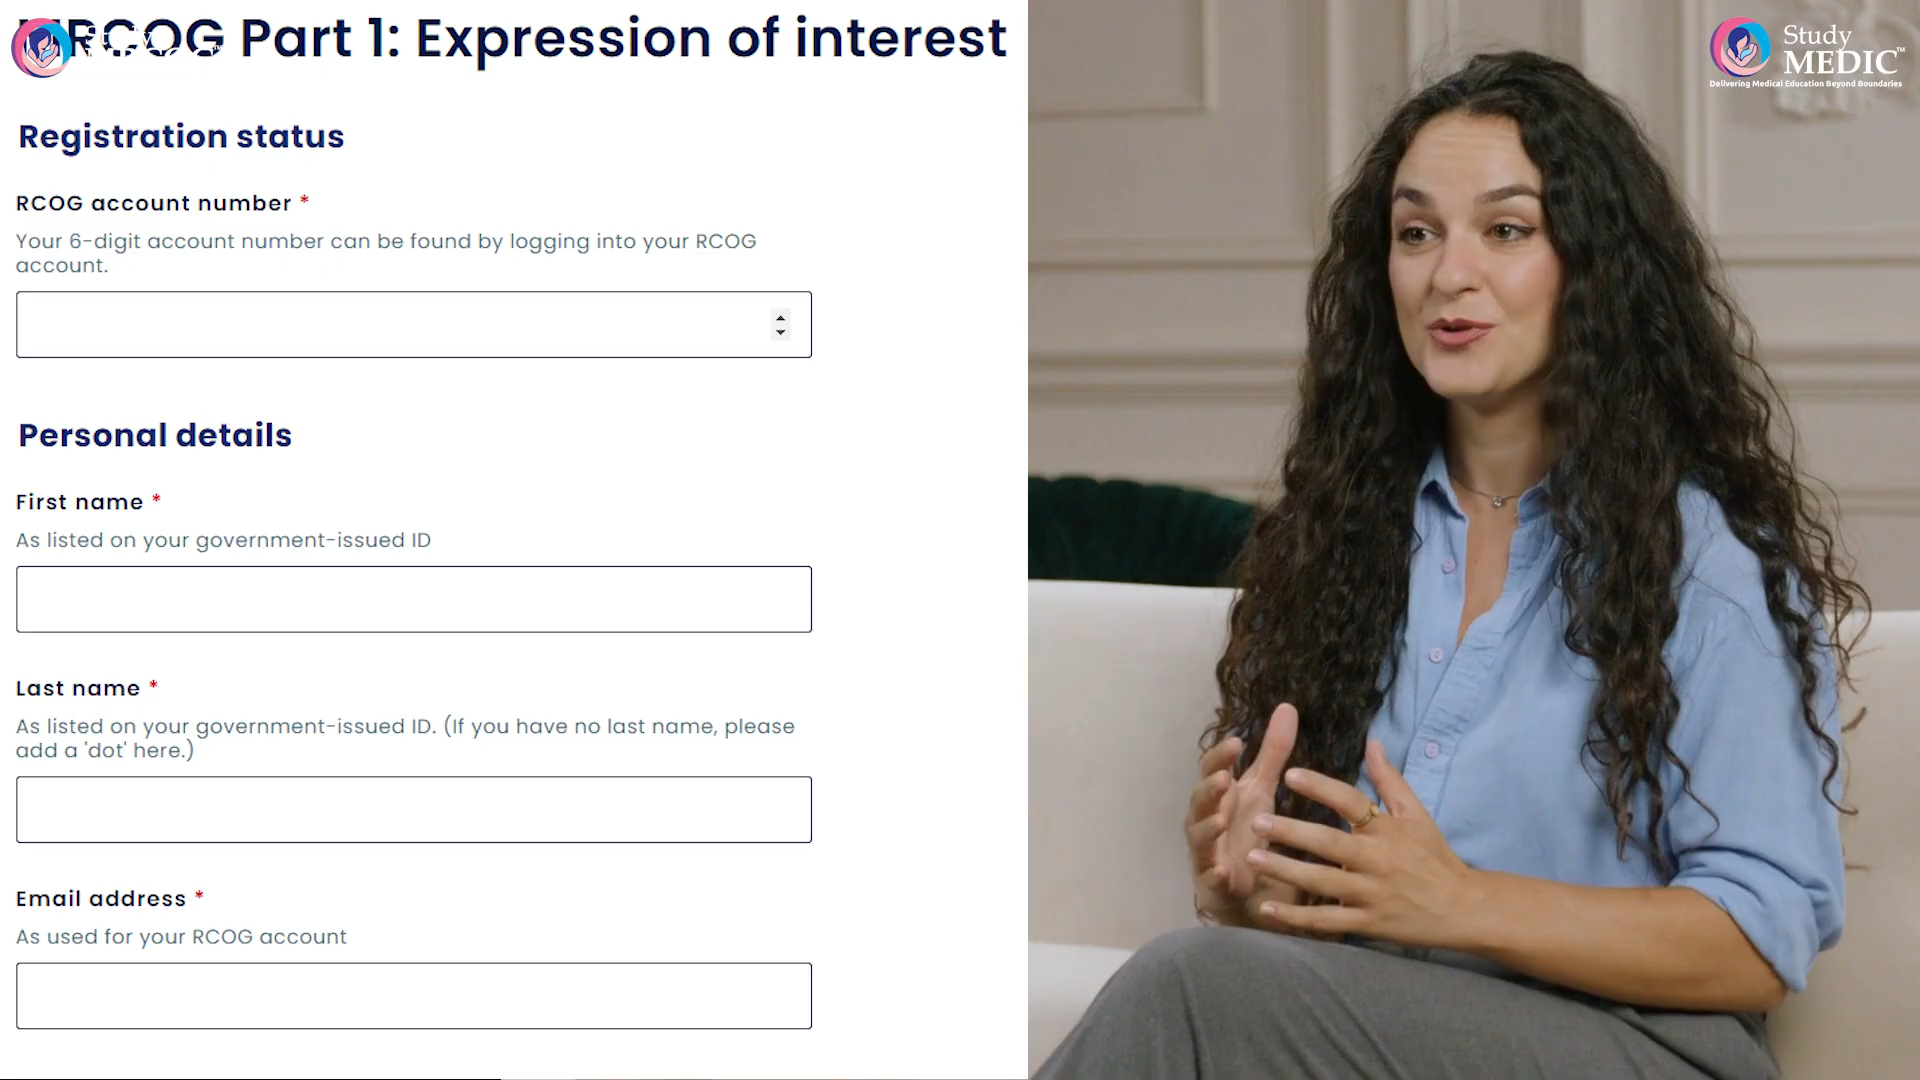 RCOG Part 1: Expression of interest
Registration status
RCOG account number *
Your 6-digit account number can be found by logging into your RCOG
account.
Personal details
First name *
As listed on your government-issued ID
Last name *
As listed on your government-issued ID. (If you have no last name, please
add a 'dot' here.)
Email address *
As used for your RCOG account
Study
MEDIC™
Delivering Medical Education Beyond Boundaries